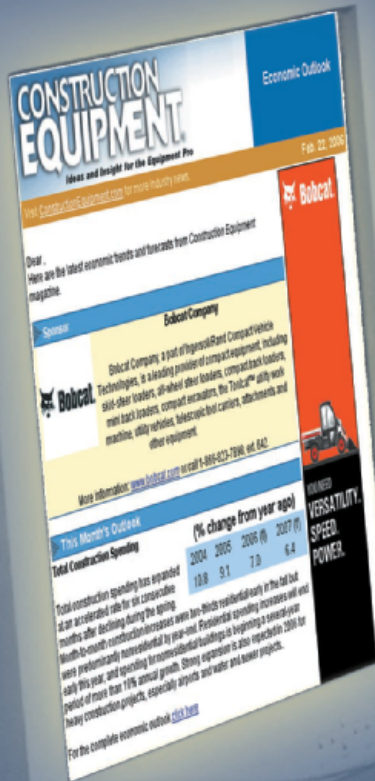 CONSTRUCTION
EQUIPMENT.
Ideas and Insight for the Equipment Pro
Economic Outlook
Feb. 22, 2006
Visit ConstructionEquipment.com for more industry news
Dear ,
Here are the latest economic trends and forecasts from Construction Equipment
magazine.
Sponsor
Bobcat Company
Bobcat.
Bobcat Company, a part of Ingersoll Rand Compact Vehicle
Technologies, is a leading provider of compact equipment, including
skid-steer loaders, all-wheel steer loaders, compact track loaders,
mini track loaders, compact excavators, the Toolcat™ utility work
machine, utility vehicles, telescopic tool carriers, attachments and
other equipment.
More information: www.bobcat.com or call 1-866-823-7898, ext. 642
Bobcat.
YOU NEED
VERSATILITY.
SPEED.
POWER.
This Month's Outlook
Total Construction Spending
(% change from year ago)
2004 2005 2006 (f) 2007 (f)
10.8 9.1 7.0 6.4
Total construction spending has expanded
at an accelerated rate for six consecutive
months after declining during the spring.
Month-to-month construction increases were two-thirds residential early in the fall but
were predominantly nonresidential by year-end. Residential spending increases will end
early this year, and spending for nonresidential buildings is beginning a several-year
period of more than 10% annual growth. Strong expansion is also expected in 2006 for
heavy construction projects, especially airports and water and sewer projects.
For the complete economic outlook click here